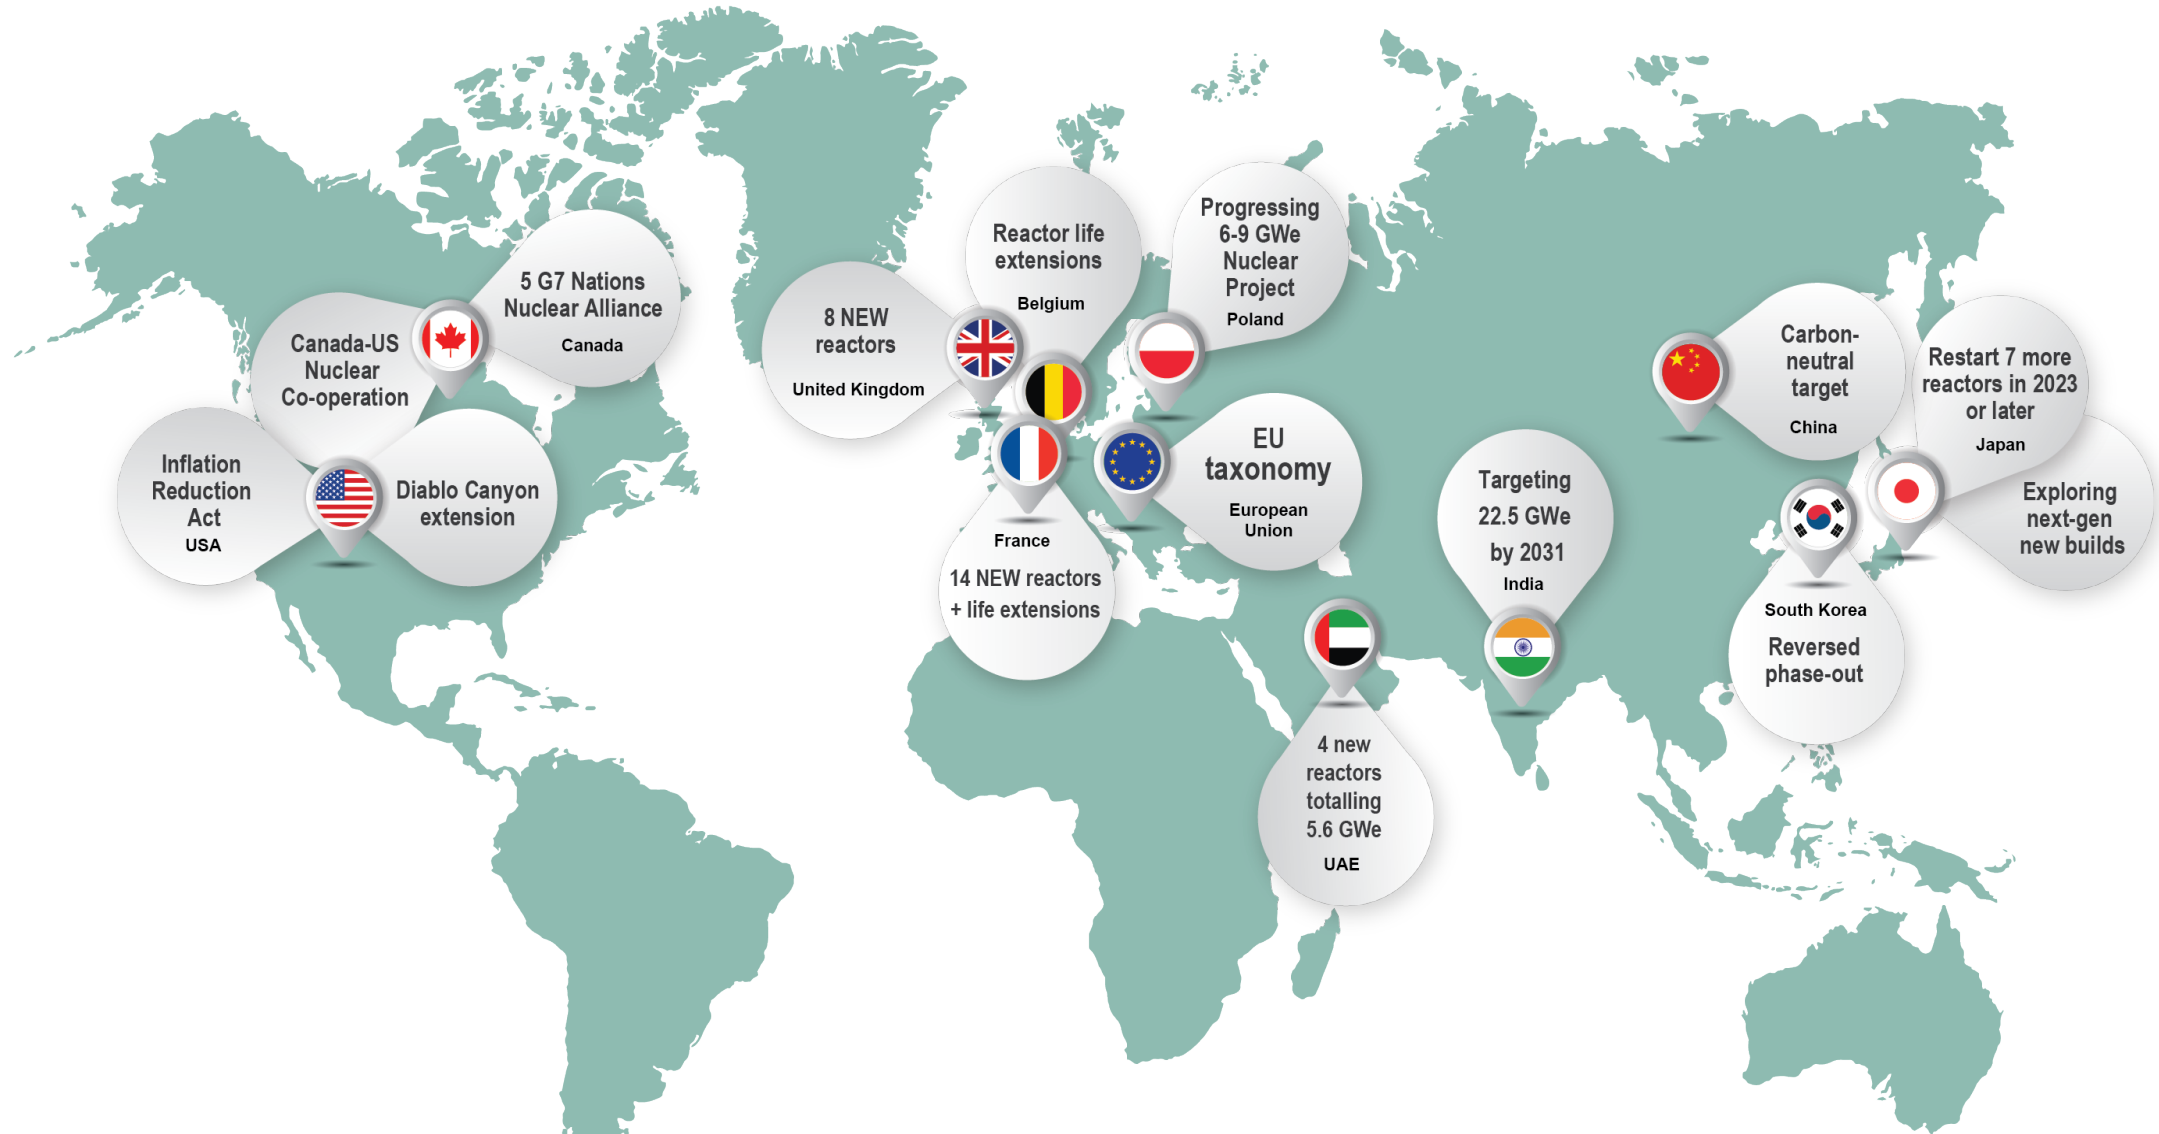 5 G7 Nations
Nuclear Alliance
Canada
Canada-US
Nuclear
Co-operation
Inflation
Reduction
Act
USA
Diablo Canyon
extension
8 NEW
reactors
United Kingdom
Reactor life
extensions
Belgium
Progressing
6-9 GWe
Nuclear
Project
Poland
EU
taxonomy
European
Union
France
14 NEW reactors
+ life extensions
4 new
reactors
totalling
5.6 GWe
UAE
Targeting
22.5 GWe
by 2031
India
Carbon-
neutral
target
China
Restart 7 more
reactors in 2023
or later
Japan
Exploring
next-gen
new builds
South Korea
Reversed
phase-out